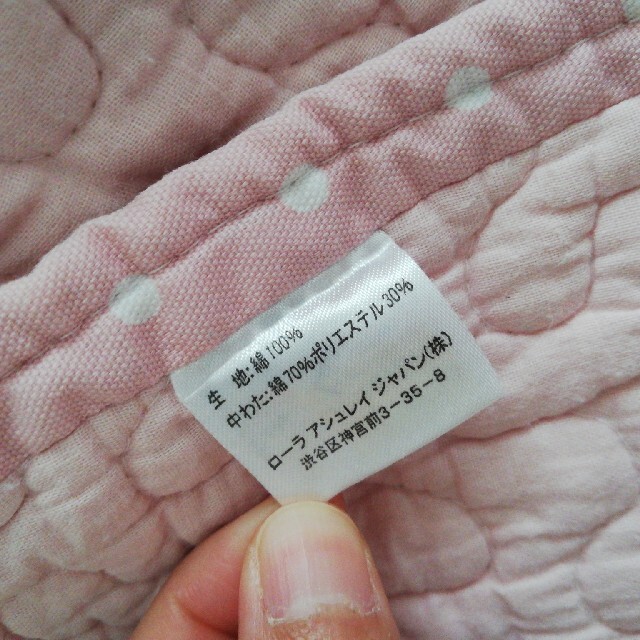 生 地:綿100%
中わた:綿70%ポリエステル30%
ローラ アシュレイ ジャパン(株)
渋谷区神宮前3-35-8